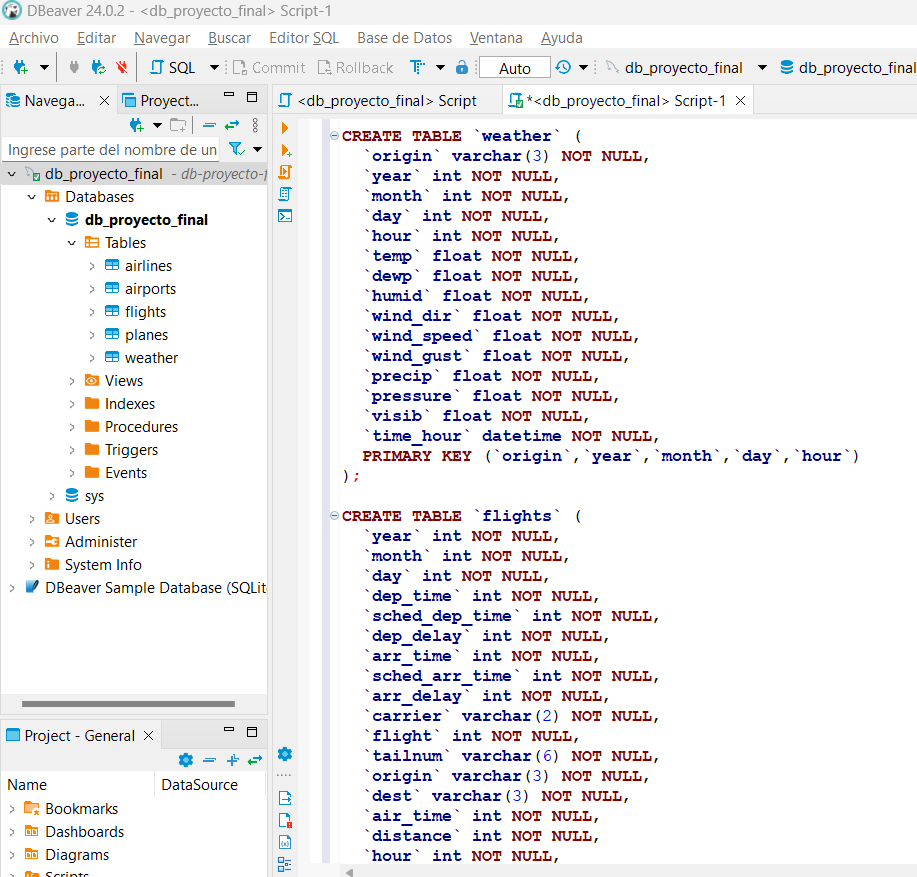 DBeaver 24.0.2 - <db_proyecto_final> Script-1
Archivo Editar Navegar Buscar Editor SQL Base de Datos Ventana Ayuda
SQL Commit Rollback Auto db_proyecto_final db_proyecto_final
Navega... Proyect...
Ingrese parte del nombre de un
db_proyecto_final - db-proyecto-f
Databases
db_proyecto_final
Tables
airlines
airports
flights
planes
weather
Views
Indexes
Procedures
Triggers
Events
sys
Users
Administer
System Info
DBeaver Sample Database (SQLit
Project - General
Name DataSource
Bookmarks
Dashboards
Diagrams
Scripts
<db_proyecto_final> Script
*<db_proyecto_final> Script-1
CREATE TABLE `weather` (
`origin` varchar(3) NOT NULL,
`year` int NOT NULL,
`month` int NOT NULL,
`day` int NOT NULL,
`hour` int NOT NULL,
`temp` float NOT NULL,
`dewp` float NOT NULL,
`humid` float NOT NULL,
`wind_dir` float NOT NULL,
`wind_speed` float NOT NULL,
`wind_gust` float NOT NULL,
`precip` float NOT NULL,
`pressure` float NOT NULL,
`visib` float NOT NULL,
`time_hour` datetime NOT NULL,
PRIMARY KEY (`origin`,`year`,`month`,`day`,`hour`)
);
CREATE TABLE `flights` (
`year` int NOT NULL,
`month` int NOT NULL,
`day` int NOT NULL,
`dep_time` int NOT NULL,
`sched_dep_time` int NOT NULL,
`dep_delay` int NOT NULL,
`arr_time` int NOT NULL,
`sched_arr_time` int NOT NULL,
`arr_delay` int NOT NULL,
`carrier` varchar(2) NOT NULL,
`flight` int NOT NULL,
`tailnum` varchar(6) NOT NULL,
`origin` varchar(3) NOT NULL,
`dest` varchar(3) NOT NULL,
`air_time` int NOT NULL,
`distance` int NOT NULL,
`hour` int NOT NULL,